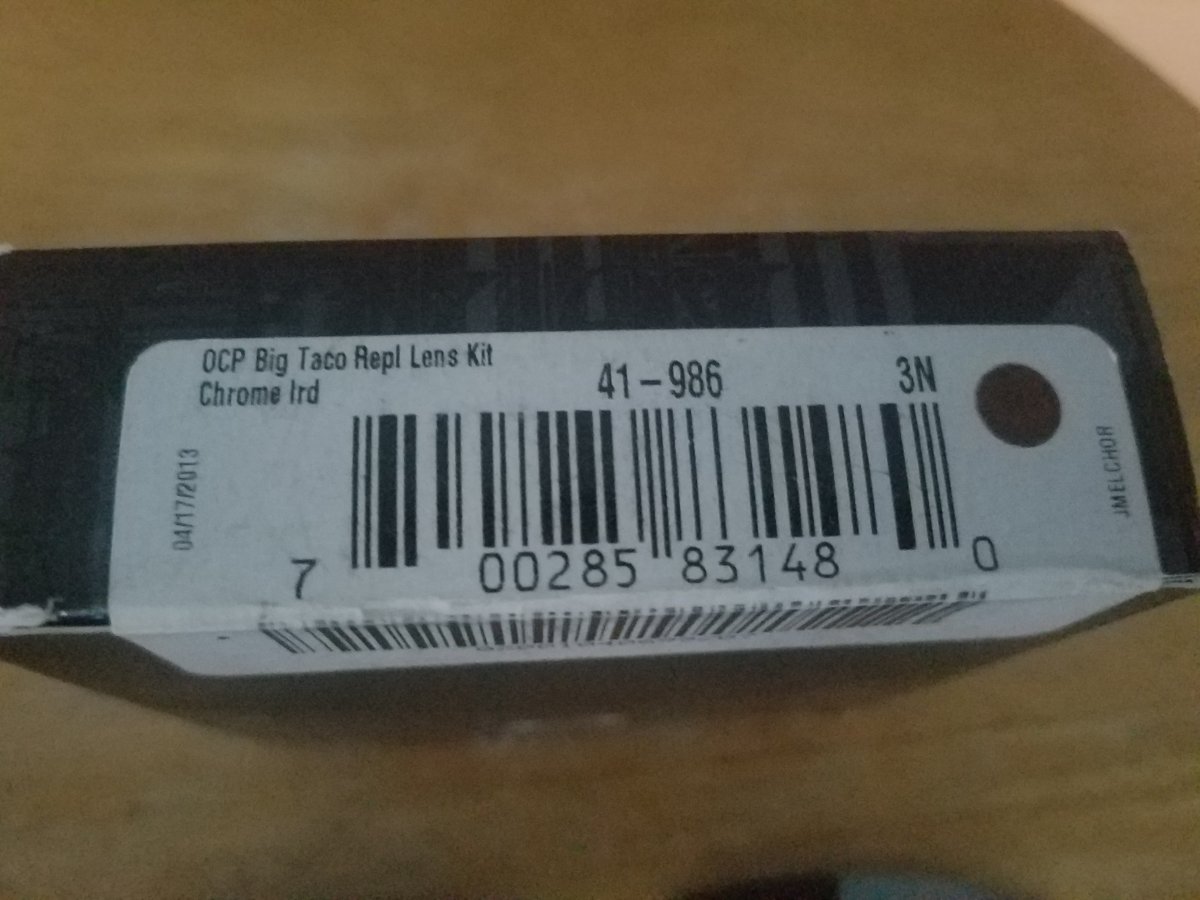 OCP Big Taco Repl Lens Kit
Chrome Ird
41-986
3N
04/17/2013
JMELCHOR
7 00285 83148 0